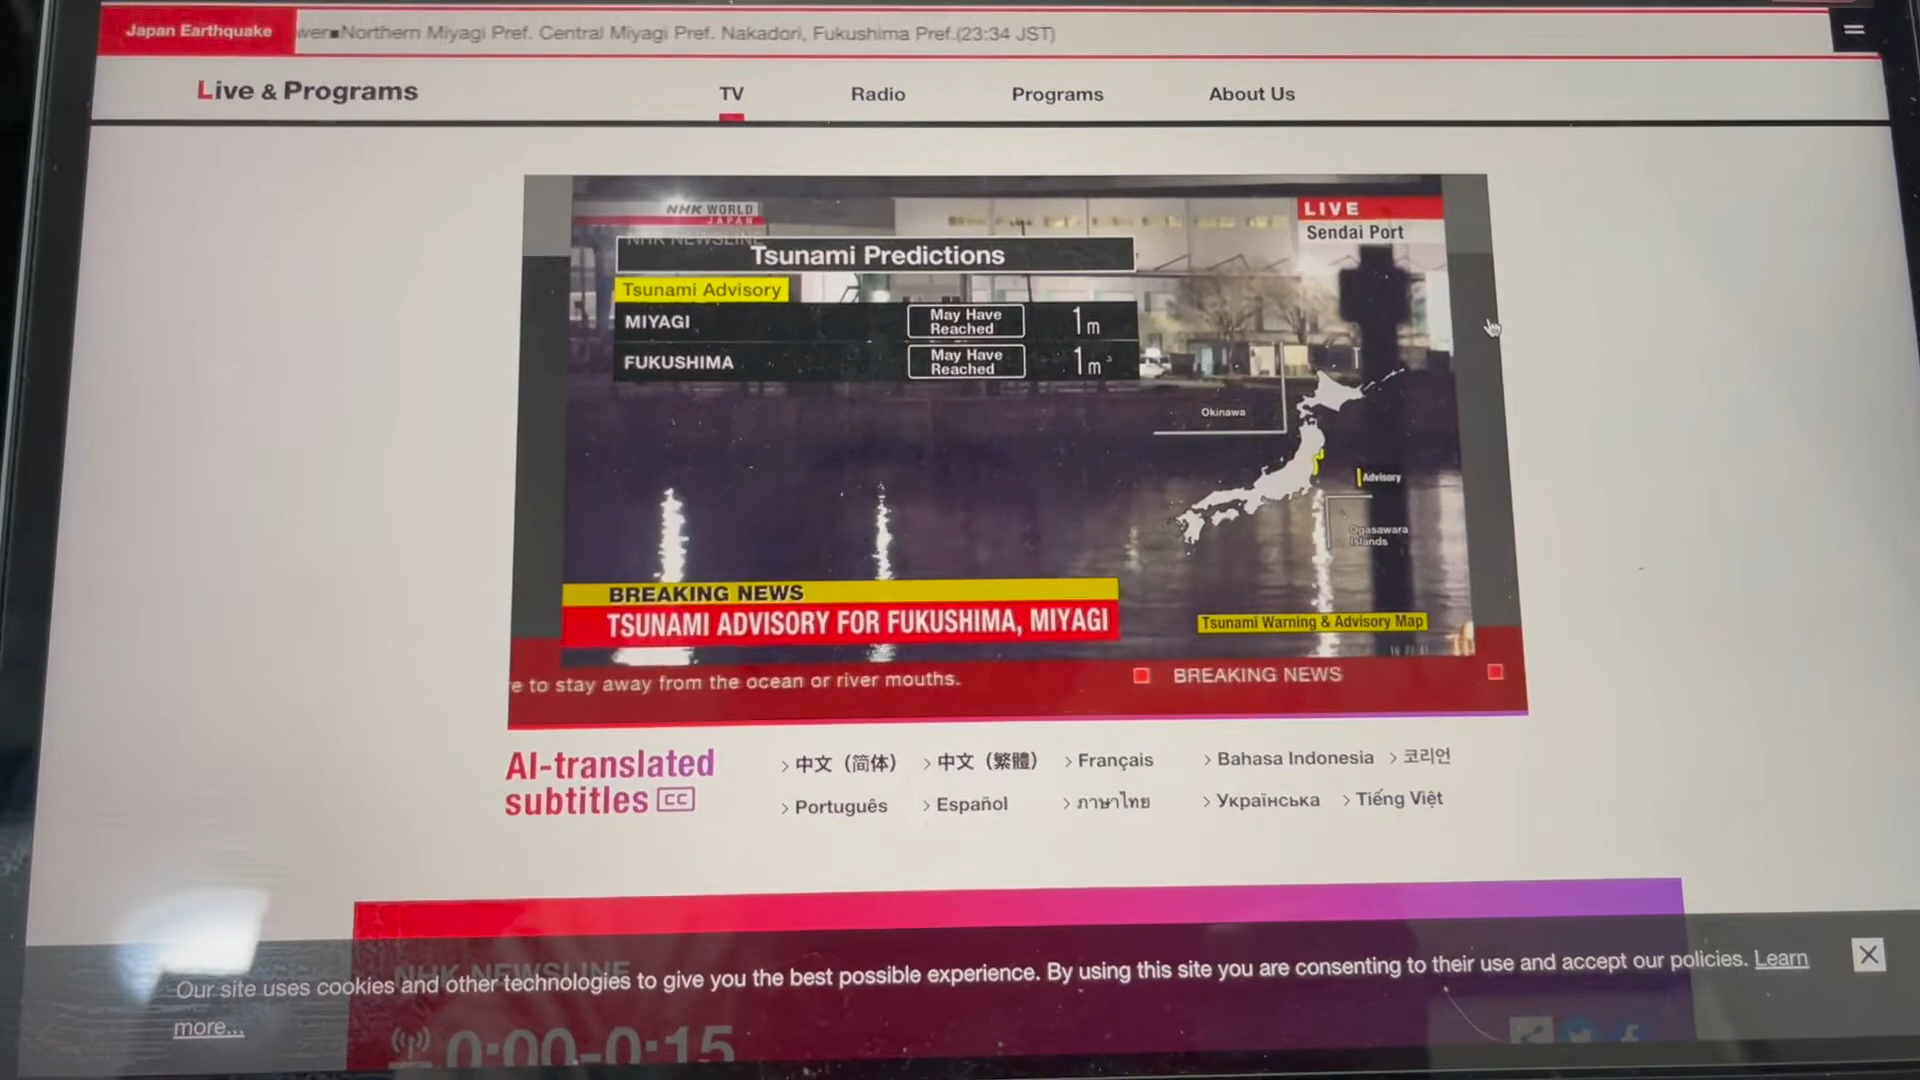 Japan Earthquake
wer■Northern Miyagi Pref. Central Miyagi Pref. Nakadori, Fukushima Pref.(23:34 JST)
Live & Programs
TV
Radio
Programs
About Us
NHK WORLD
JAPAN
NHK NEWSLINE
LIVE
Sendai Port
Tsunami Predictions
Tsunami Advisory
MIYAGI May Have Reached 1m
FUKUSHIMA May Have Reached 1m
Okinawa
Advisory
Ogasawara
Islands
BREAKING NEWS
TSUNAMI ADVISORY FOR FUKUSHIMA, MIYAGI
Tsunami Warning & Advisory Map
e to stay away from the ocean or river mouths.
BREAKING NEWS
AI-translated
subtitles CC
> 中文（简体） > 中文（繁體） > Français > Bahasa Indonesia > 코리언
> Português > Español > ภาษาไทย > Українська > Tiếng Việt
NHK NEWSLINE
Our site uses cookies and other technologies to give you the best possible experience. By using this site you are consenting to their use and accept our policies. Learn
more...
0:00-0:15